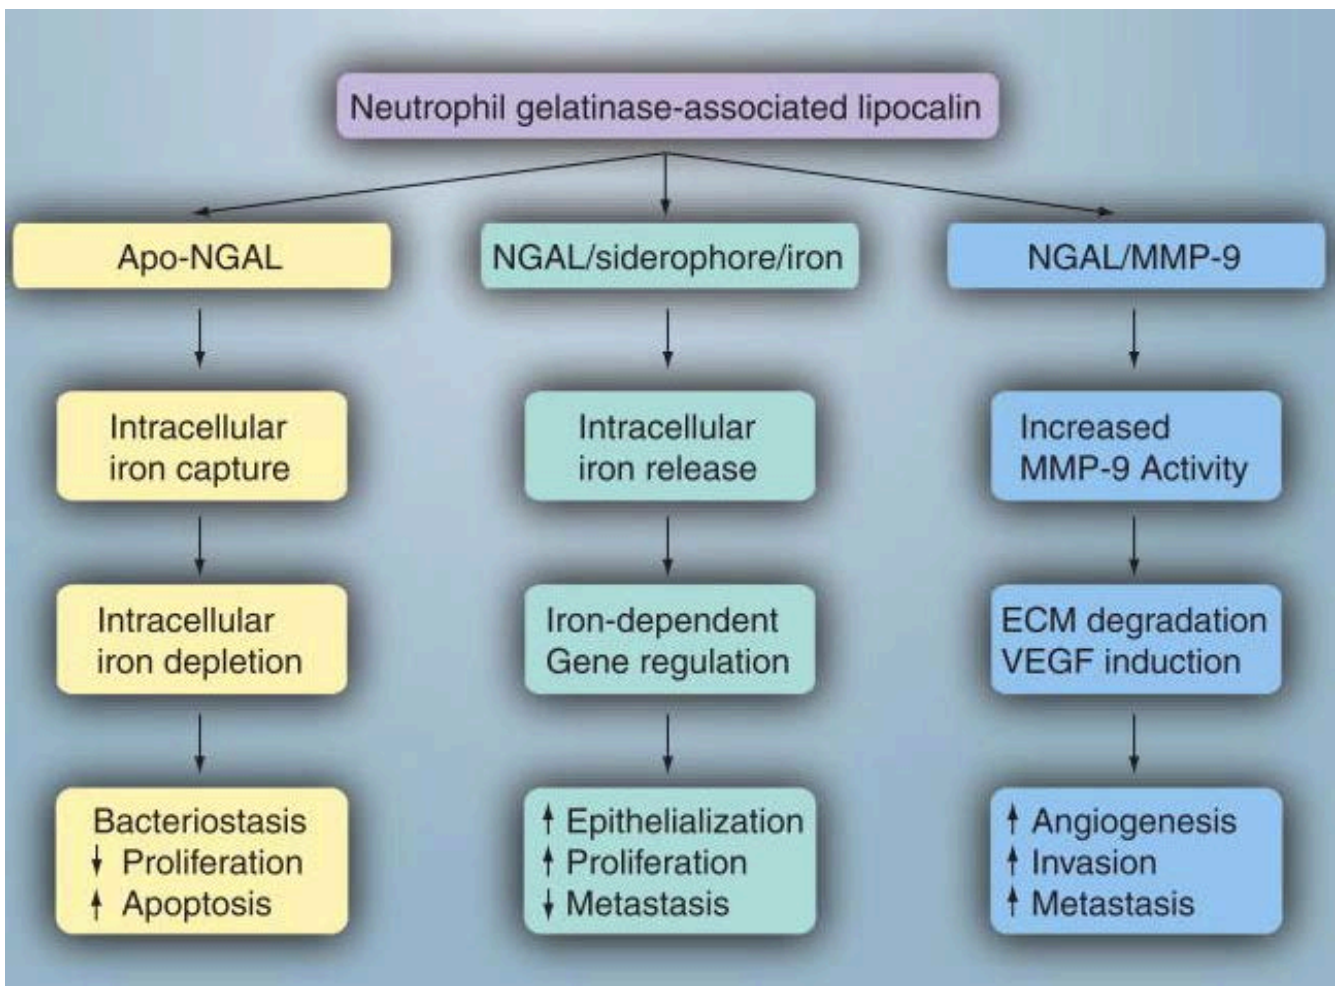 Neutrophil gelatinase-associated lipocalin
Apo-NGAL
NGAL/siderophore/iron
NGAL/MMP-9
Intracellular
iron capture
Intracellular
iron release
Increased
MMP-9 Activity
Intracellular
iron depletion
Iron-dependent
Gene regulation
ECM degradation
VEGF induction
Bacteriostasis
↓ Proliferation
↑ Apoptosis
↑ Epithelialization
↑ Proliferation
↓ Metastasis
↑ Angiogenesis
↑ Invasion
↑ Metastasis